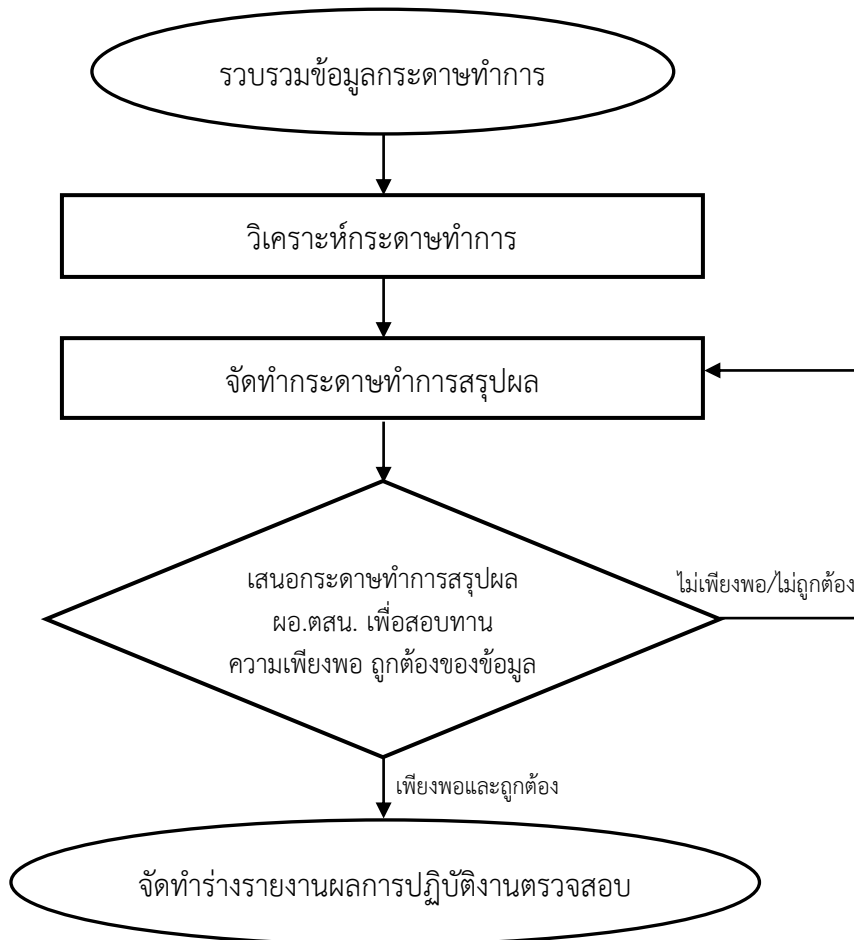 รวบรวมข้อมูลกระดาษทำการ
วิเคราะห์กระดาษทำการ
จัดทำกระดาษทำการสรุปผล
เสนอกระดาษทำการสรุปผล
ผอ.ตสน. เพื่อสอบทาน
ความเพียงพอ ถูกต้องของข้อมูล
ไม่เพียงพอ/ไม่ถูกต้อง
เพียงพอและถูกต้อง
จัดทำร่างรายงานผลการปฏิบัติงานตรวจสอบ